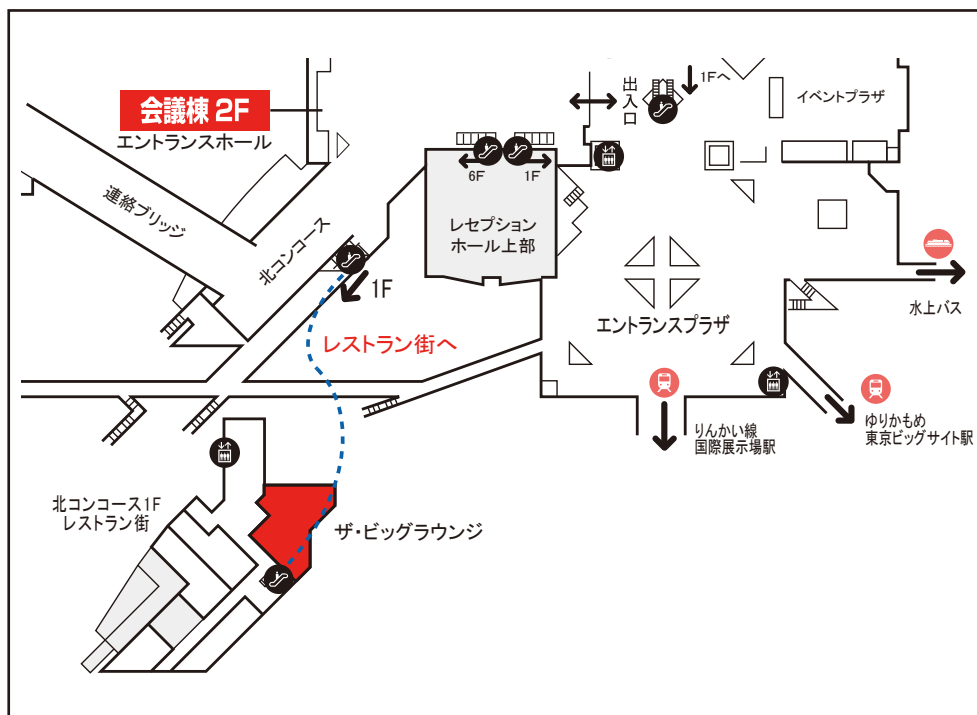 会議棟 2F
エントランスホール
連絡ブリッジ
北コンコース
1F
レストラン街へ
6F
1F
レセプション
ホール上部
出入口
1Fへ
イベントプラザ
水上バス
エントランスプラザ
りんかい線
国際展示場駅
ゆりかもめ
東京ビッグサイト駅
北コンコース1F
レストラン街
ザ・ビッグラウンジ